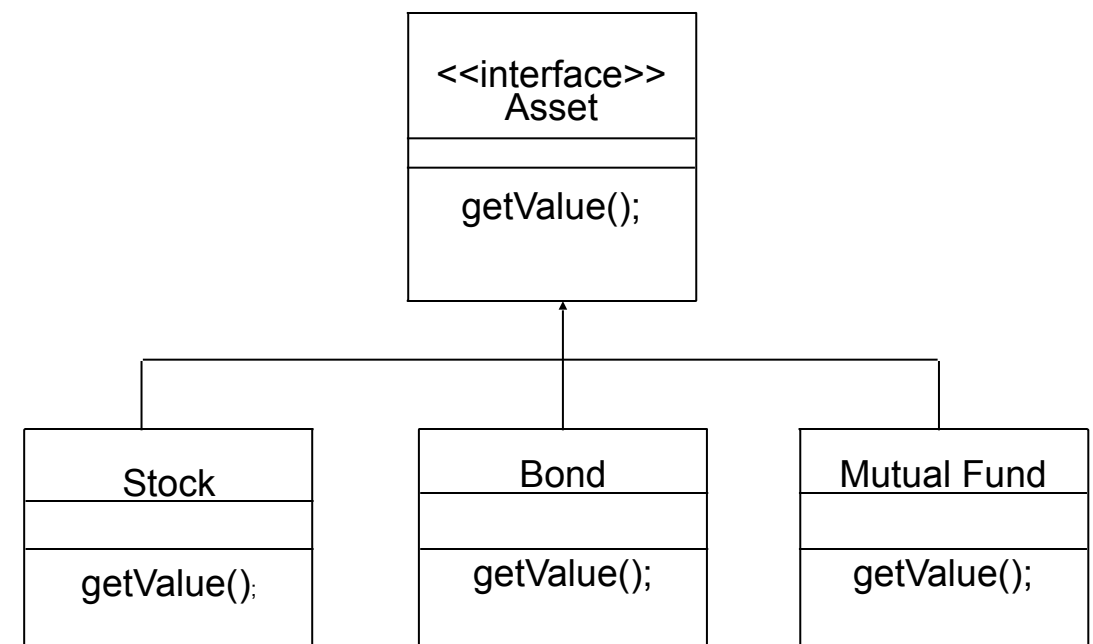 <<interface>>
Asset
getValue();
Stock
getValue();
Bond
getValue();
Mutual Fund
getValue();